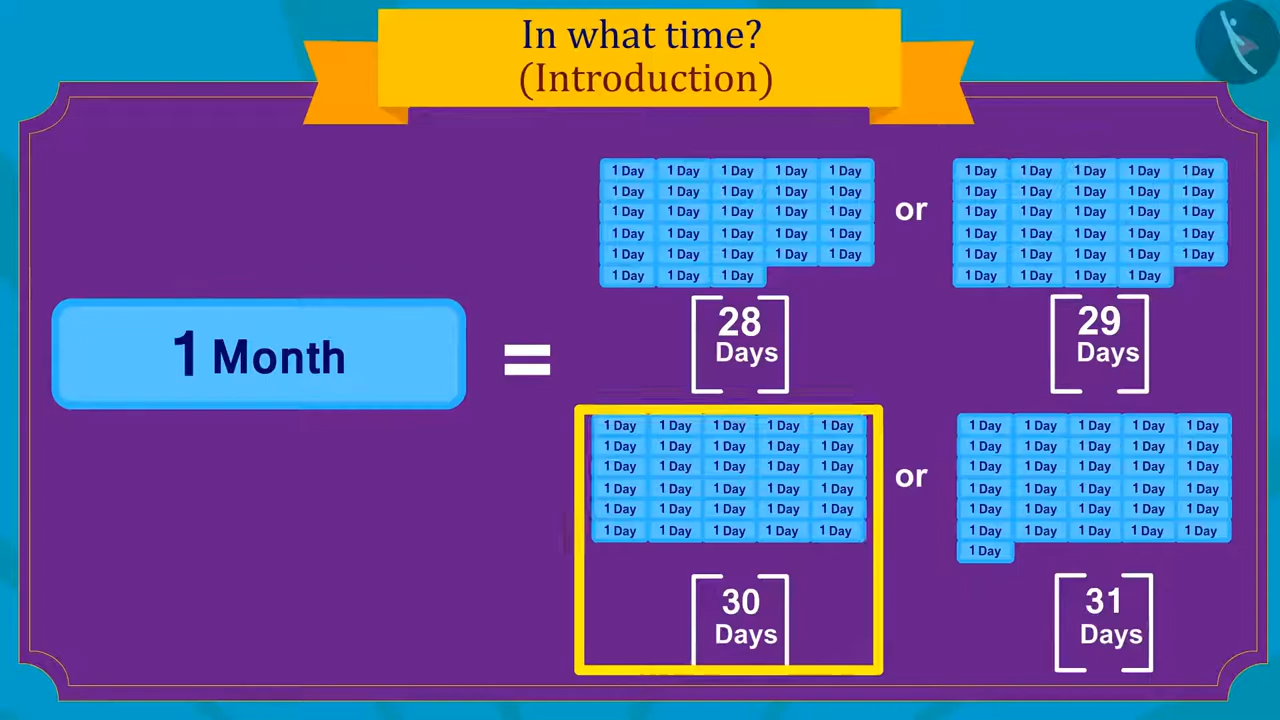 In what time?
(Introduction)
1 Day 1 Day 1 Day 1 Day 1 Day
1 Day 1 Day 1 Day 1 Day 1 Day
1 Day 1 Day 1 Day 1 Day 1 Day
1 Day 1 Day 1 Day 1 Day 1 Day
1 Day 1 Day 1 Day 1 Day 1 Day
1 Day 1 Day 1 Day
28
Days
or
1 Day 1 Day 1 Day 1 Day 1 Day
1 Day 1 Day 1 Day 1 Day 1 Day
1 Day 1 Day 1 Day 1 Day 1 Day
1 Day 1 Day 1 Day 1 Day 1 Day
1 Day 1 Day 1 Day 1 Day 1 Day
1 Day 1 Day 1 Day 1 Day
29
Days
1 Month =
1 Day 1 Day 1 Day 1 Day 1 Day
1 Day 1 Day 1 Day 1 Day 1 Day
1 Day 1 Day 1 Day 1 Day 1 Day
1 Day 1 Day 1 Day 1 Day 1 Day
1 Day 1 Day 1 Day 1 Day 1 Day
1 Day 1 Day 1 Day 1 Day 1 Day
30
Days
or
1 Day 1 Day 1 Day 1 Day 1 Day
1 Day 1 Day 1 Day 1 Day 1 Day
1 Day 1 Day 1 Day 1 Day 1 Day
1 Day 1 Day 1 Day 1 Day 1 Day
1 Day 1 Day 1 Day 1 Day 1 Day
1 Day 1 Day 1 Day 1 Day 1 Day
1 Day
31
Days